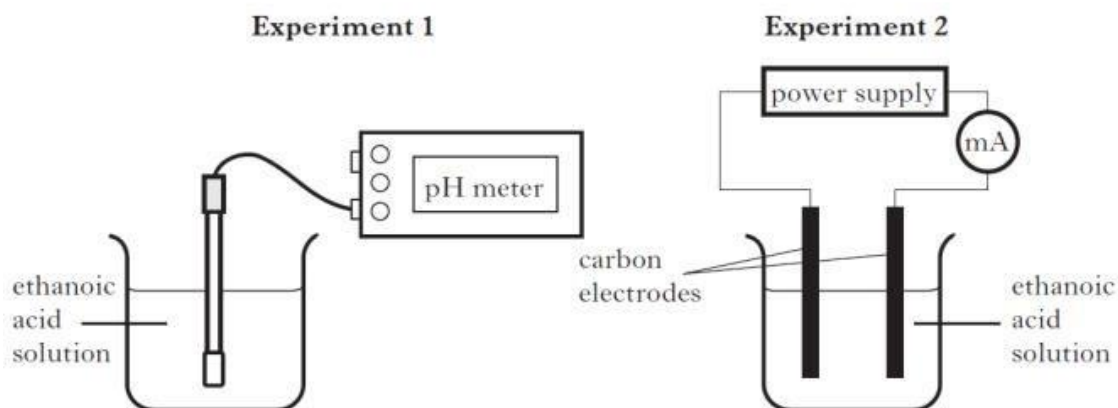 Experiment 1
pH meter
ethanoic
acid
solution
Experiment 2
power supply
mA
carbon
electrodes
ethanoic
acid
solution